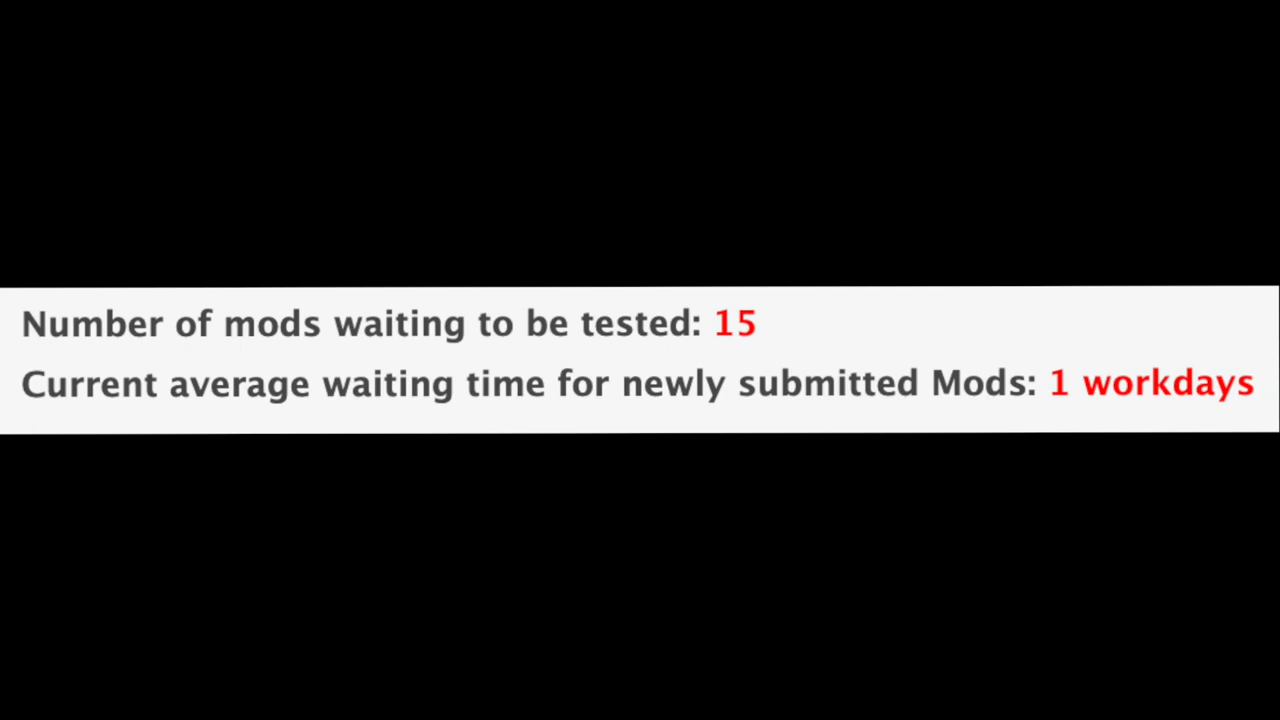 Number of mods waiting to be tested: 15
Current average waiting time for newly submitted Mods: 1 workdays